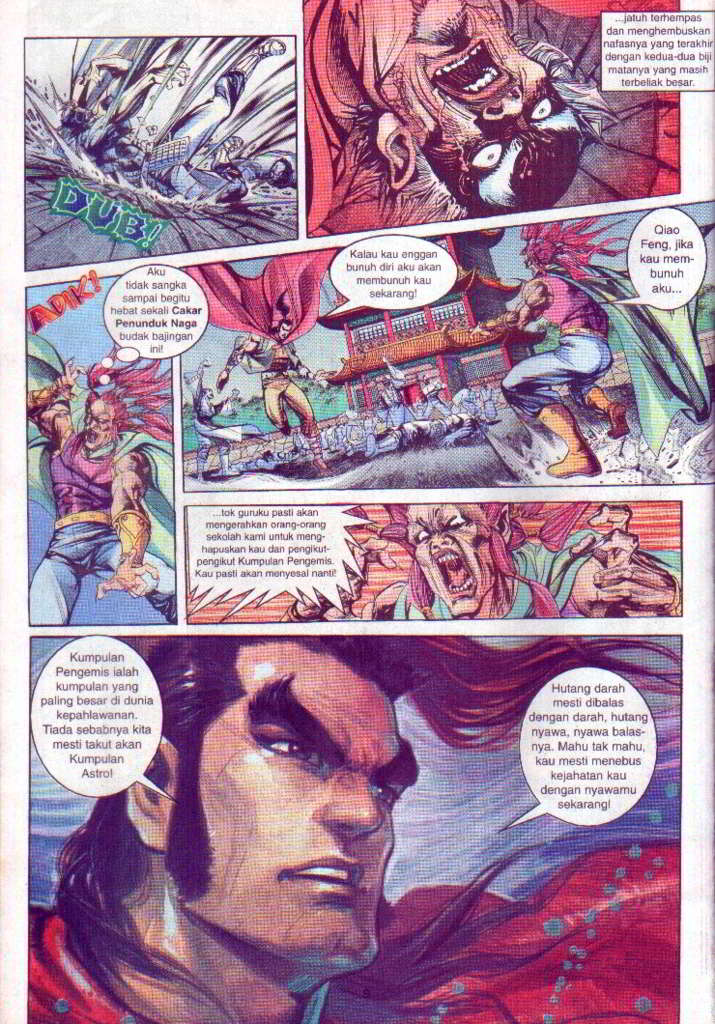 ...jatuh terhempas
dan menghembuskan
nafasnya yang terakhir
dengan kedua-dua biji
matanya yang masih
terbeliak besar.
DUB!
ADIK!
Aku
tidak sangka
sampai begitu
hebat sekali Cakar
Penunduk Naga
budak bajingan
ini!
Kalau kau enggan
bunuh diri aku akan
membunuh kau
sekarang!
Qiao
Feng, jika
kau mem-
bunuh
aku...
...tok guruku pasti akan
mengerahkan orang-orang
sekolah kami untuk meng-
hapuskan kau dan pengikut-
pengikut Kumpulan Pengemis.
Kau pasti akan menyesal nanti!
Kumpulan
Pengemis ialah
kumpulan yang
paling besar di dunia
kepahlawanan.
Tiada sebabnya kita
mesti takut akan
Kumpulan
Astro!
Hutang darah
mesti dibalas
dengan darah, hutang
nyawa, nyawa balas-
nya. Mahu tak mahu,
kau mesti menebus
kejahatan kau
dengan nyawamu
sekarang!